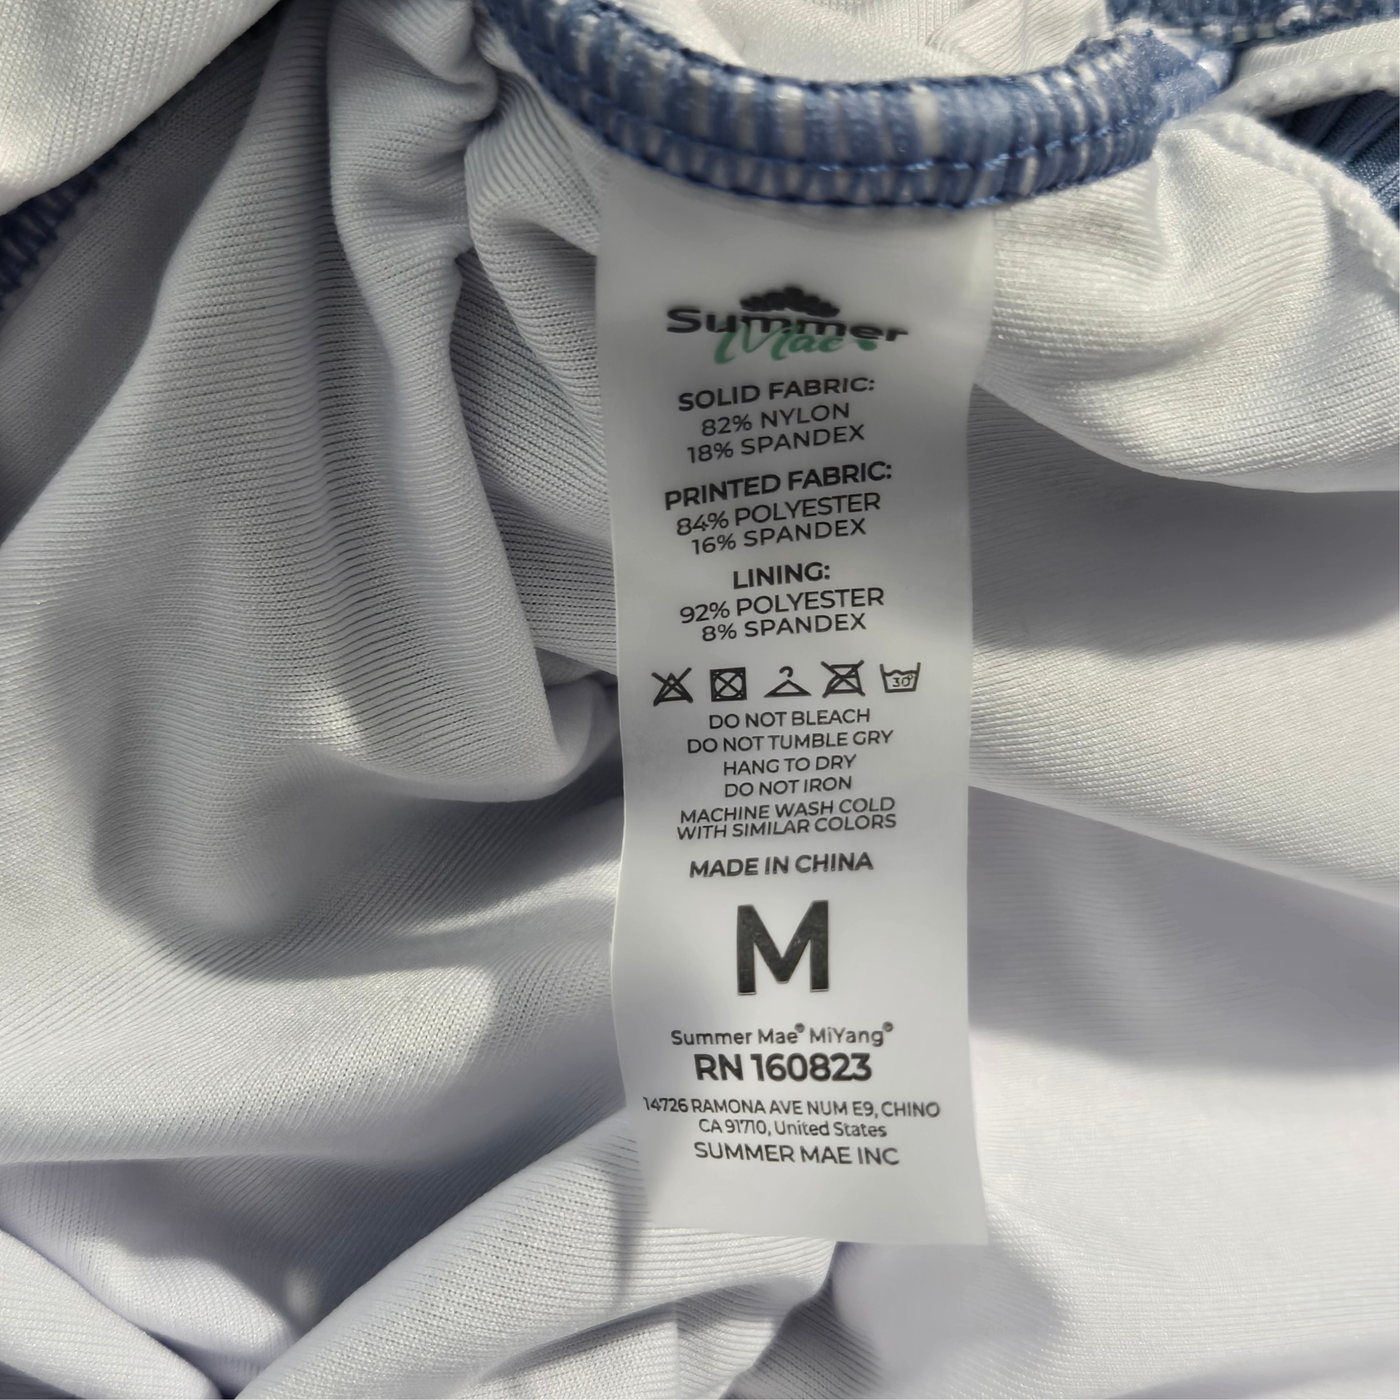 Summer
Mae
SOLID FABRIC:
82% NYLON
18% SPANDEX
PRINTED FABRIC:
84% POLYESTER
16% SPANDEX
LINING:
92% POLYESTER
8% SPANDEX
30°
DO NOT BLEACH
DO NOT TUMBLE GRY
HANG TO DRY
DO NOT IRON
MACHINE WASH COLD
WITH SIMILAR COLORS
MADE IN CHINA
M
Summer Mae® MiYang®
RN 160823
14726 RAMONA AVE NUM E9, CHINO
CA 91710, United States
SUMMER MAE INC